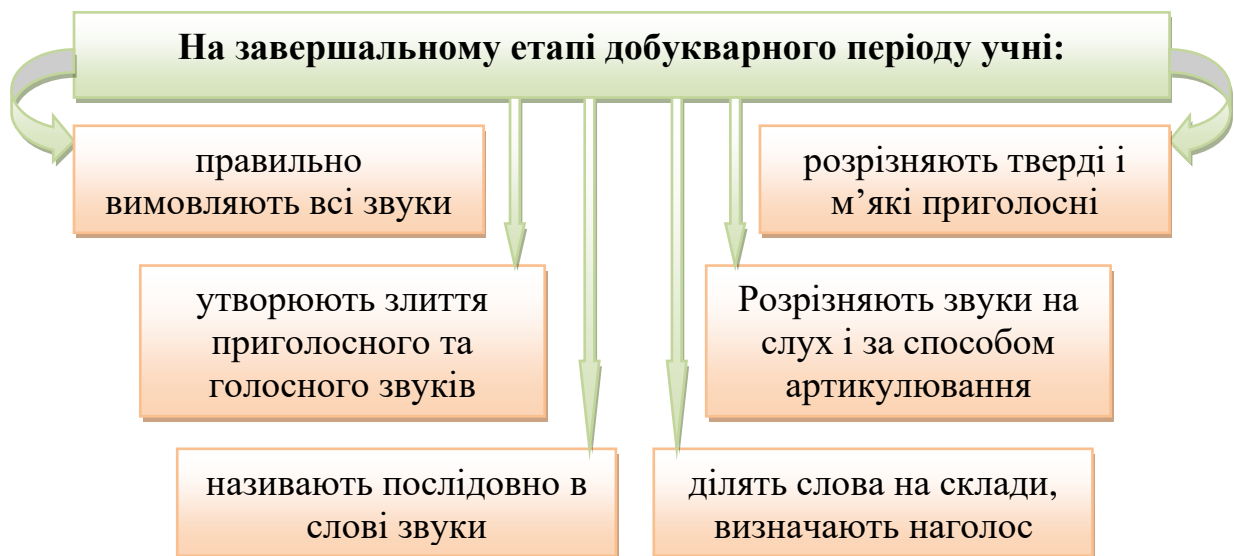 На завершальному етапі добукварного періоду учні:
правильно
вимовляють всі звуки
розрізняють тверді і
м’які приголосні
утворюють злиття
приголосного та
голосного звуків
Розрізняють звуки на
слух і за способом
артикулювання
називають послідовно в
слові звуки
ділять слова на склади,
визначають наголос